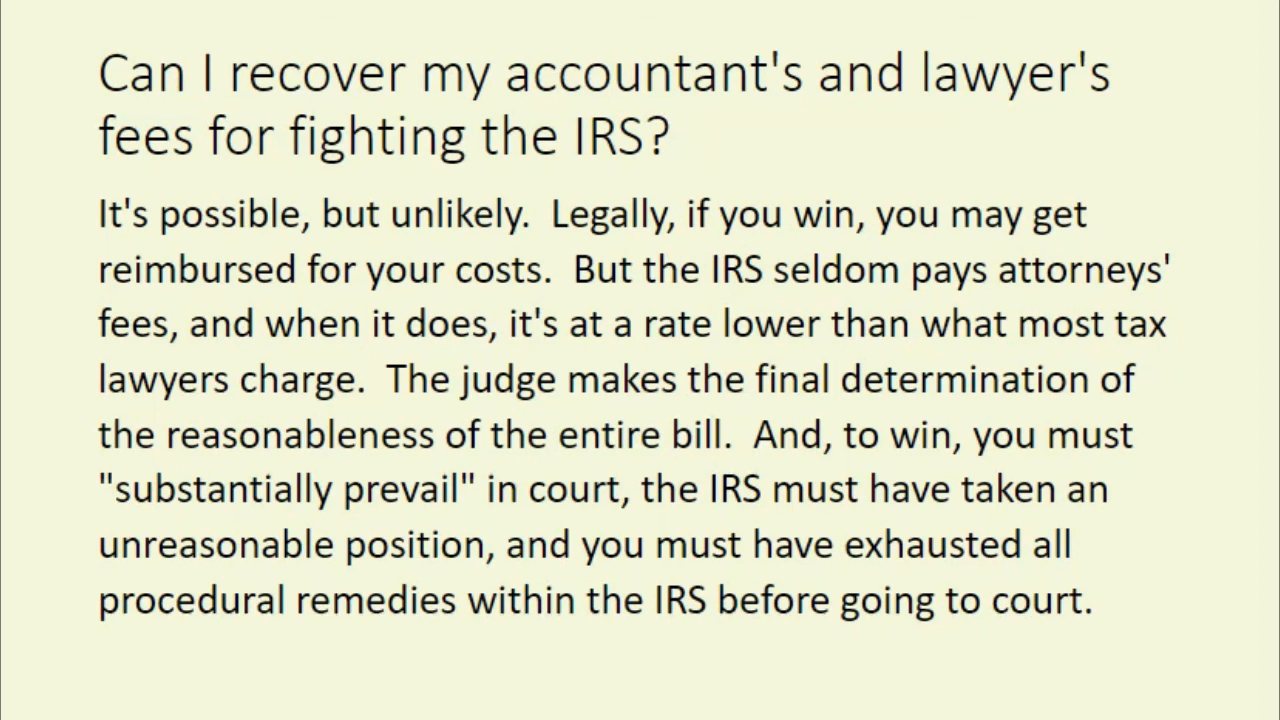 Can I recover my accountant's and lawyer's
fees for fighting the IRS?
It's possible, but unlikely.  Legally, if you win, you may get
reimbursed for your costs.  But the IRS seldom pays attorneys'
fees, and when it does, it's at a rate lower than what most tax
lawyers charge.  The judge makes the final determination of
the reasonableness of the entire bill.  And, to win, you must
"substantially prevail" in court, the IRS must have taken an
unreasonable position, and you must have exhausted all
procedural remedies within the IRS before going to court.